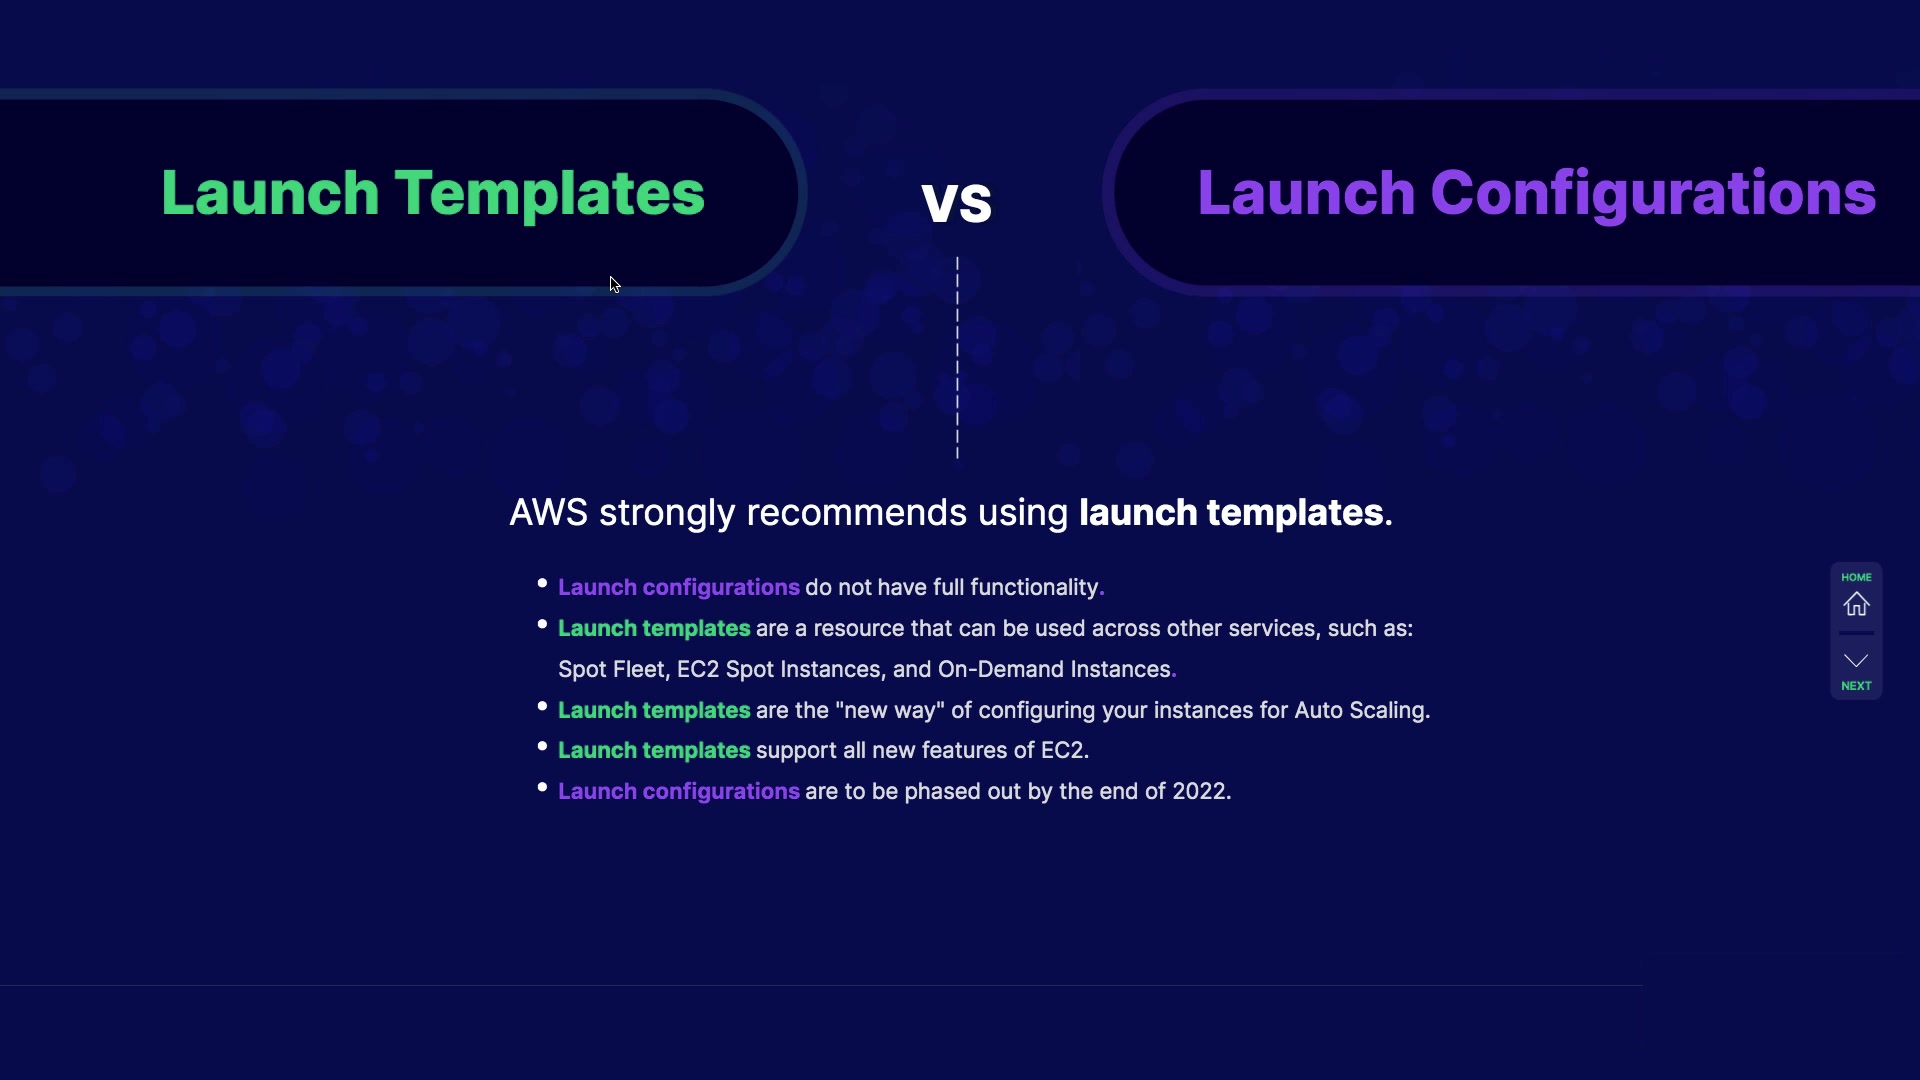 Launch Templates
vs
Launch Configurations
AWS strongly recommends using launch templates.
Launch configurations do not have full functionality.
Launch templates are a resource that can be used across other services, such as:
Spot Fleet, EC2 Spot Instances, and On-Demand Instances.
Launch templates are the "new way" of configuring your instances for Auto Scaling.
Launch templates support all new features of EC2.
Launch configurations are to be phased out by the end of 2022.
HOME
NEXT